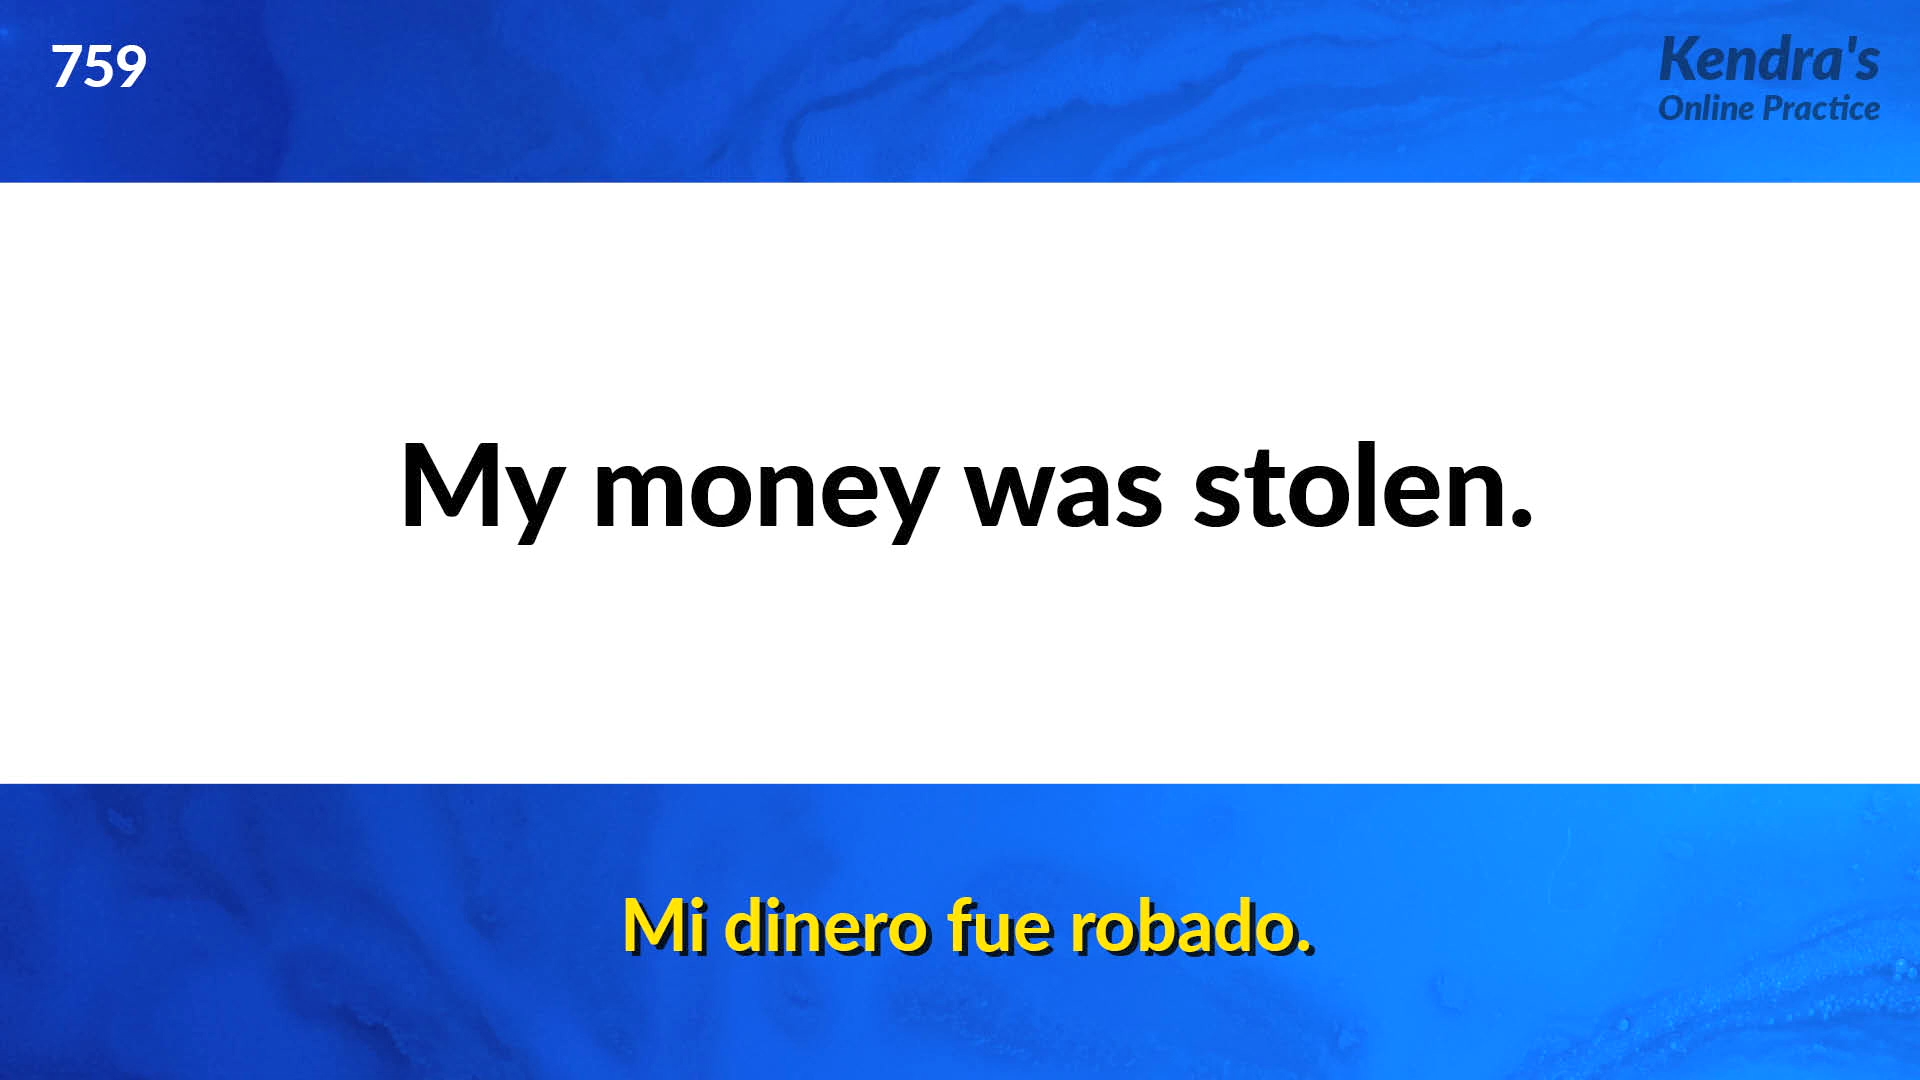 759
Kendra's
Online Practice
My money was stolen.
Mi dinero fue robado.